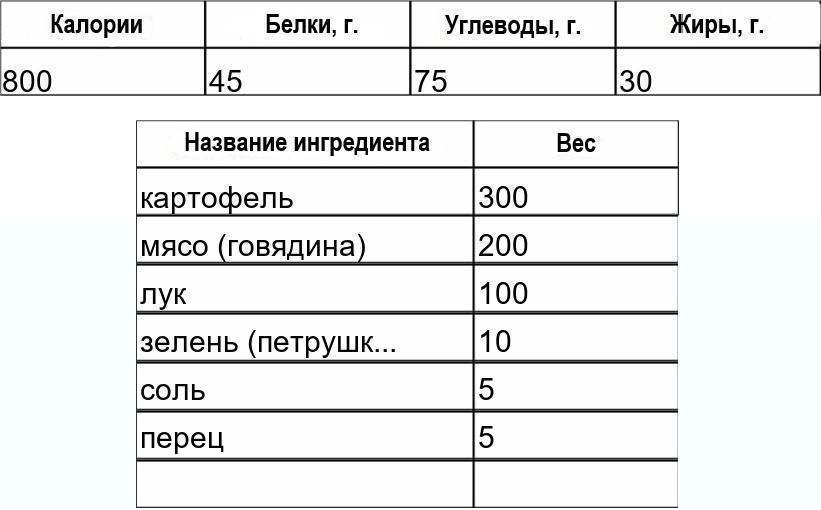 Калории Белки, г. Углеводы, г. Жиры, г.
800 45 75 30
Название ингредиента Вес
картофель 300
мясо (говядина) 200
лук 100
зелень (петрушк... 10
соль 5
перец 5